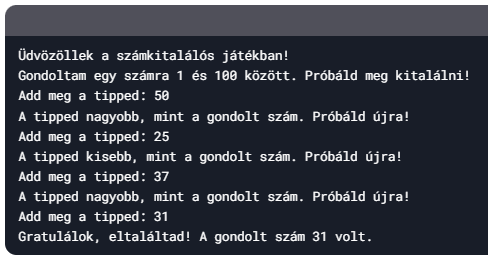 Üdvözöllek a számkitalálós játékban!
Gondoltam egy számra 1 és 100 között. Próbáld meg kitalálni!
Add meg a tipped: 50
A tipped nagyobb, mint a gondolt szám. Próbáld újra!
Add meg a tipped: 25
A tipped kisebb, mint a gondolt szám. Próbáld újra!
Add meg a tipped: 37
A tipped nagyobb, mint a gondolt szám. Próbáld újra!
Add meg a tipped: 31
Gratulálok, eltaláltad! A gondolt szám 31 volt.